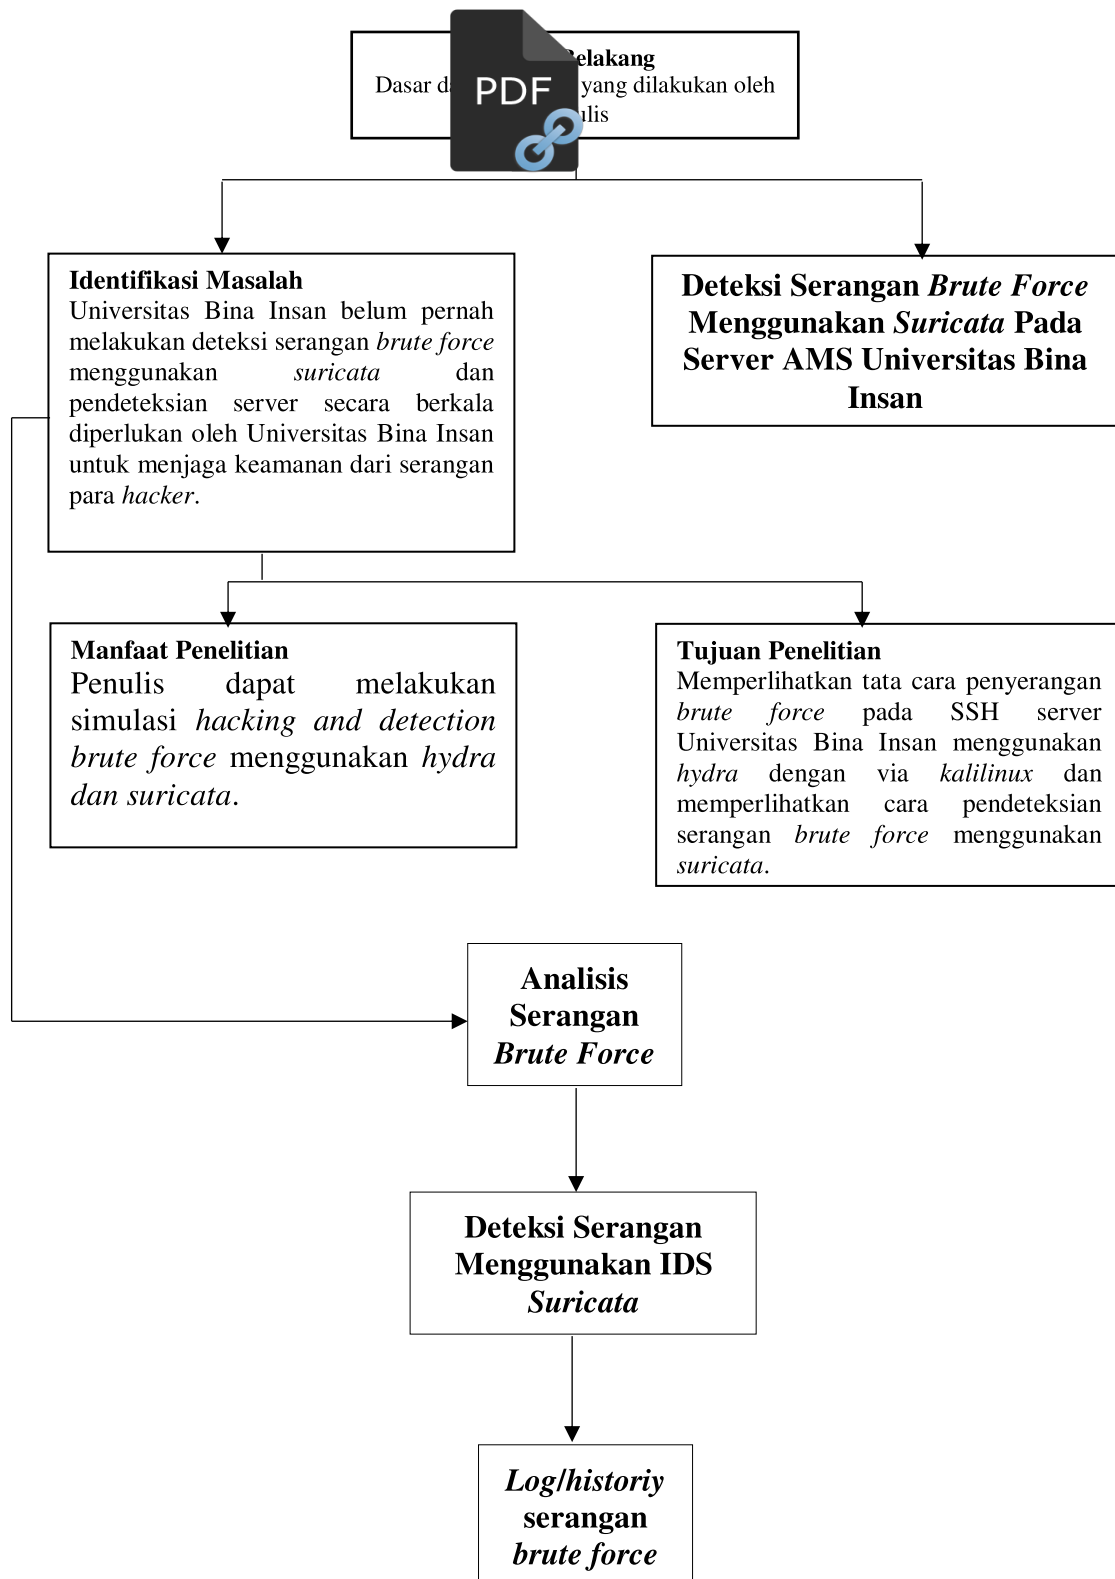 elakang
Dasar da yang dilakukan oleh
ulis
PDF
Identifikasi Masalah
Universitas Bina Insan belum pernah
melakukan deteksi serangan brute force
menggunakan suricata dan
pendeteksian server secara berkala
diperlukan oleh Universitas Bina Insan
untuk menjaga keamanan dari serangan
para hacker.
Deteksi Serangan Brute Force
Menggunakan Suricata Pada
Server AMS Universitas Bina
Insan
Manfaat Penelitian
Penulis dapat melakukan
simulasi hacking and detection
brute force menggunakan hydra
dan suricata.
Tujuan Penelitian
Memperlihatkan tata cara penyerangan
brute force pada SSH server
Universitas Bina Insan menggunakan
hydra dengan via kalilinux dan
memperlihatkan cara pendeteksian
serangan brute force menggunakan
suricata.
Analisis
Serangan
Brute Force
Deteksi Serangan
Menggunakan IDS
Suricata
Log/historiy
serangan
brute force